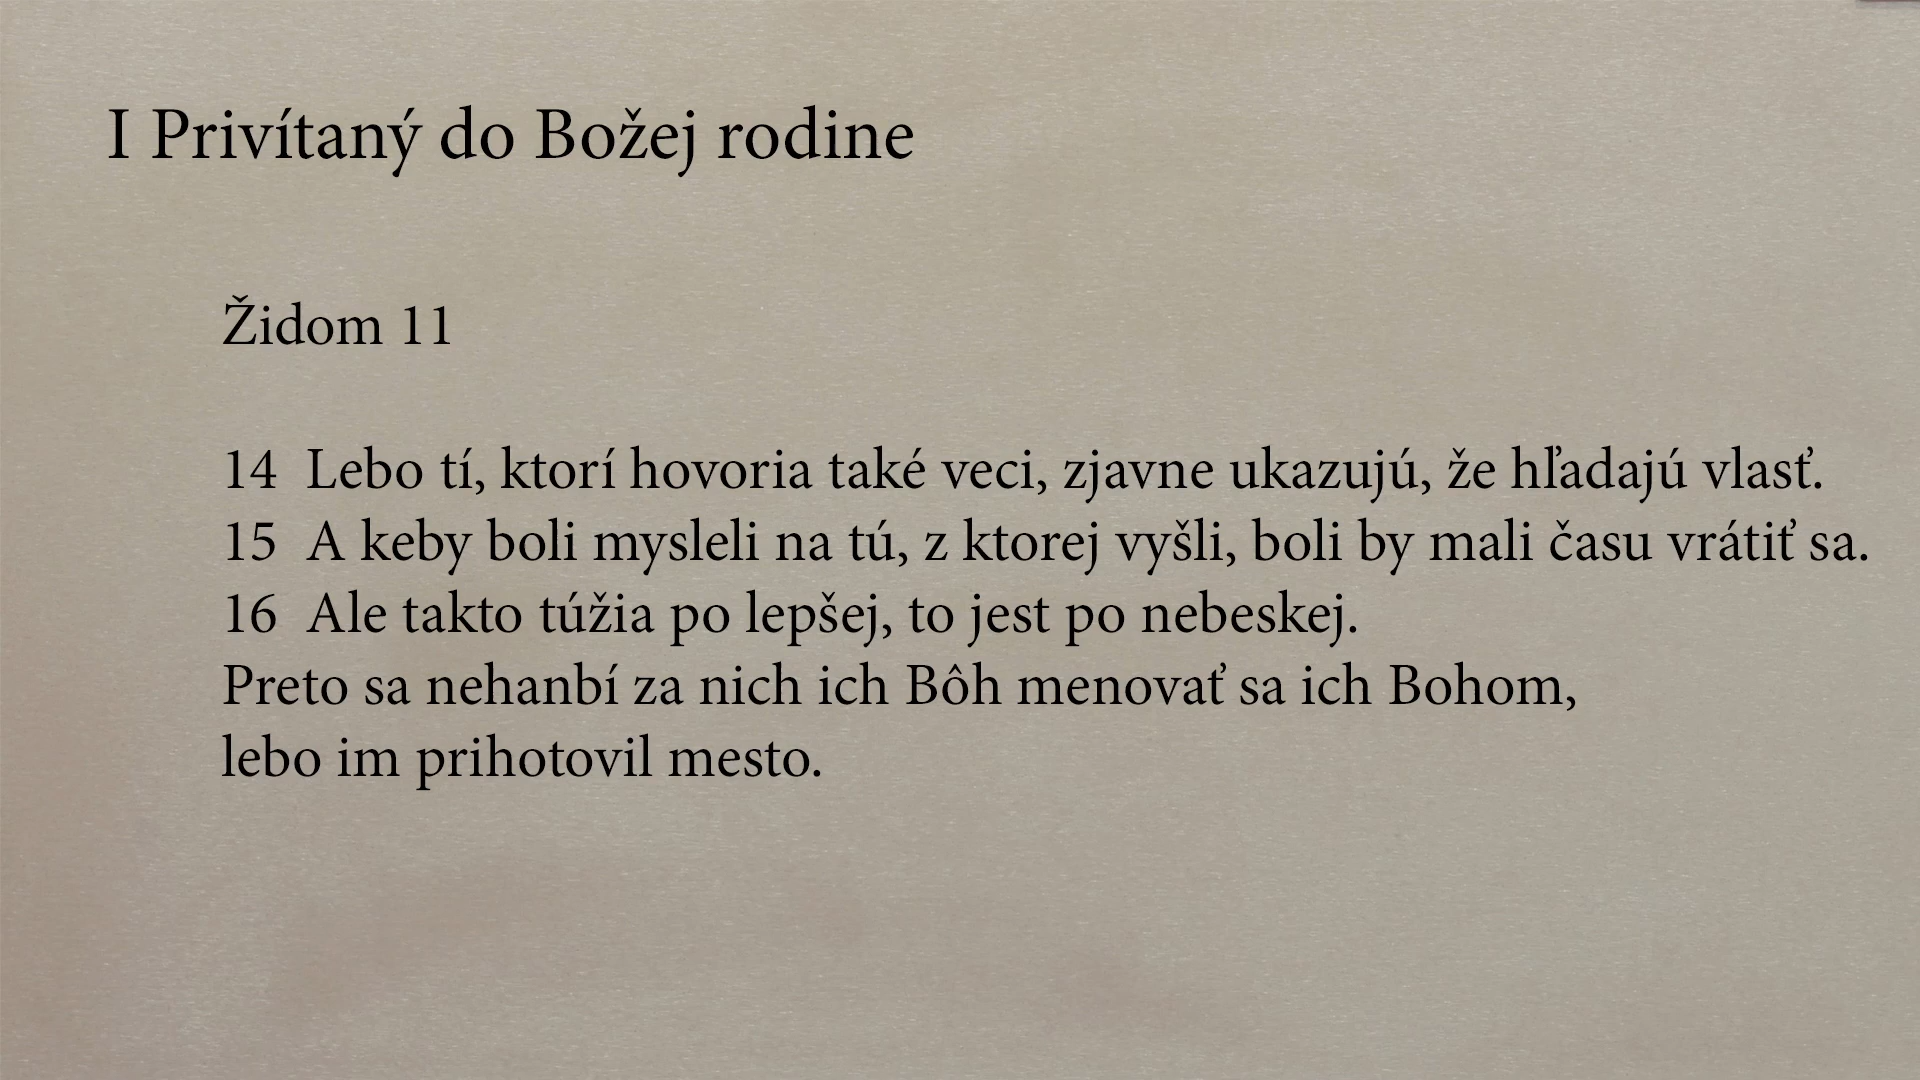 I Privítaný do Božej rodine
Židom 11
14 Lebo tí, ktorí hovoria také veci, zjavne ukazujú, že hľadajú vlasť.
15 A keby boli mysleli na tú, z ktorej vyšli, boli by mali času vrátiť sa.
16 Ale takto túžia po lepšej, to jest po nebeskej.
Preto sa nehanbí za nich ich Bôh menovať sa ich Bohom,
lebo im prihotovil mesto.